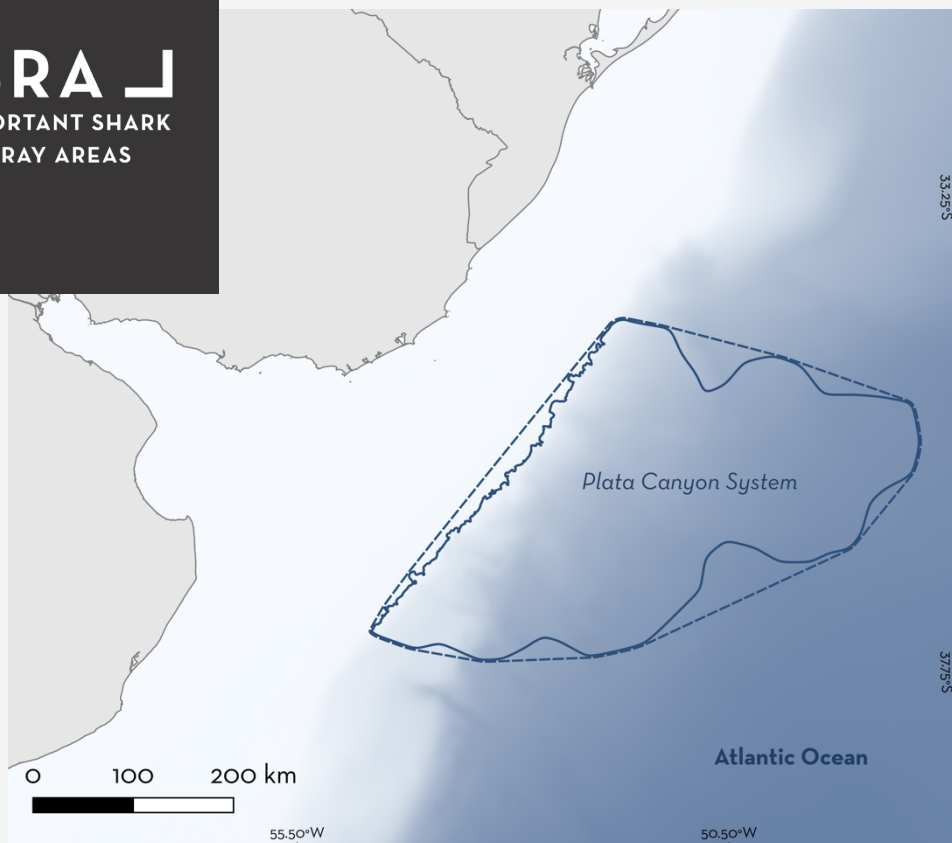 RA
ORTANT SHARK
RAY AREAS
33.25°S
Plata Canyon System
37.75°S
Atlantic Ocean
0 100 200 km
55.50°W 50.50°W